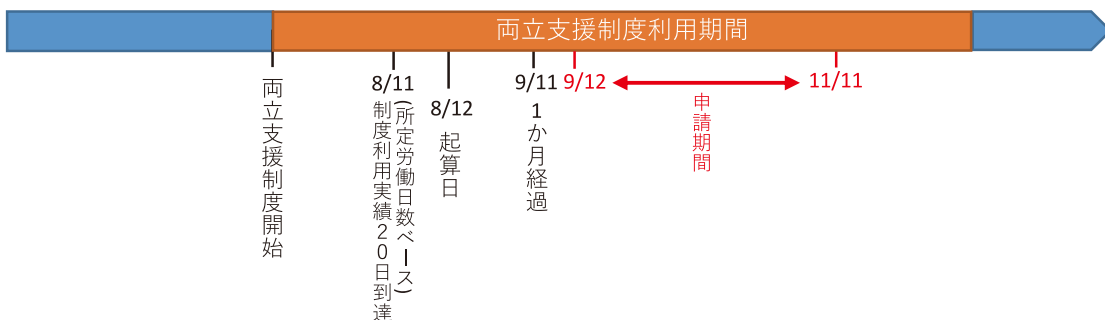 両立支援制度利用期間
両立支援制度開始
8/11
(所定労働日数ベース)
制度利用実績20日到達
8/12
起算日
9/11
1か月経過
9/12
申請期間
11/11